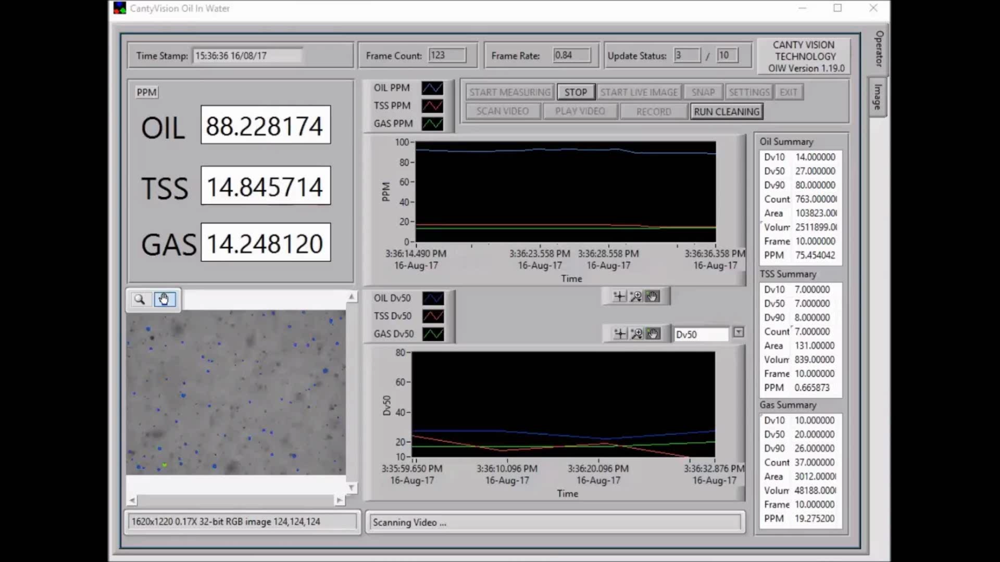 CantyVision Oil In Water
Time Stamp: 15:36:36 16/08/17
Frame Count: 123
Frame Rate: 0.84
Update Status: 3 / 10
CANTY VISION
TECHNOLOGY
OIW Version 1.19.0
Operator
Image
PPM
OIL 88.228174
TSS 14.845714
GAS 14.248120
OIL PPM
TSS PPM
GAS PPM
START MEASURING STOP START LIVE IMAGE SNAP SETTINGS EXIT
SCAN VIDEO PLAY VIDEO RECORD RUN CLEANING
100
80
60
40
20
0
PPM
3:36:14.490 PM 3:36:23.558 PM 3:36:28.558 PM 3:36:36.358 PM
16-Aug-17 16-Aug-17 16-Aug-17 16-Aug-17
Time
OIL Dv50
TSS Dv50
GAS Dv50
Dv50
80
60
40
20
10
Dv50
3:35:59.650 PM 3:36:10.096 PM 3:36:20.096 PM 3:36:32.876 PM
16-Aug-17 16-Aug-17 16-Aug-17 16-Aug-17
Time
Oil Summary
Dv10 14.000000
Dv50 27.000000
Dv90 80.000000
Count 763.00000
Area 103823.00
Volum 2511899.0
Frame 10.000000
PPM 75.454042
TSS Summary
Dv10 7.000000
Dv50 7.000000
Dv90 8.000000
Count 7.000000
Area 131.00000
Volum 839.00000
Frame 10.000000
PPM 0.665873
Gas Summary
Dv10 10.000000
Dv50 20.000000
Dv90 26.000000
Count 37.000000
Area 3012.0000
Volum 48188.000
Frame 10.000000
PPM 19.275200
1620x1220 0.17X 32-bit RGB image 124,124,124
Scanning Video ...